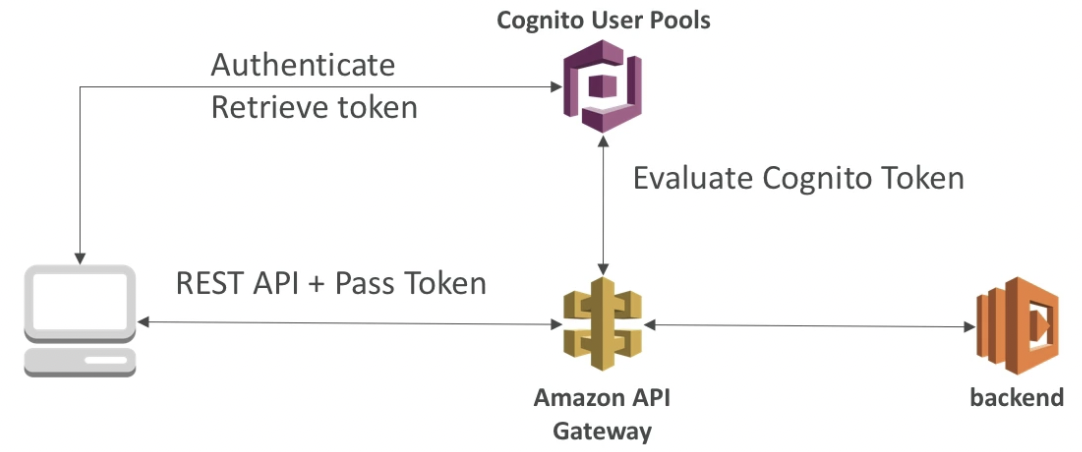 Cognito User Pools
Authenticate
Retrieve token
Evaluate Cognito Token
REST API + Pass Token
Amazon API
Gateway
backend